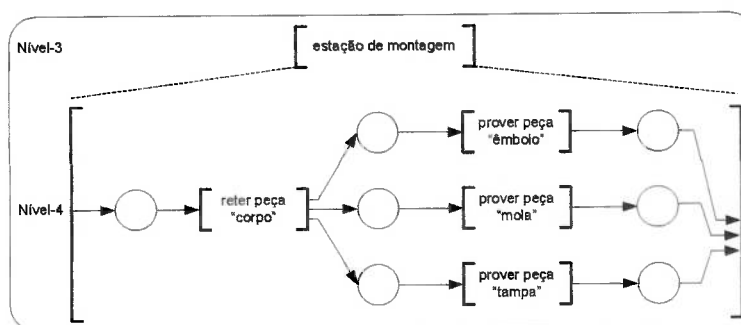 Nível-3
estação de montagem
prover peça
"êmbolo"
Nível-4
reter peça
"corpo"
prover peça
"mola"
prover peça
"tampa"